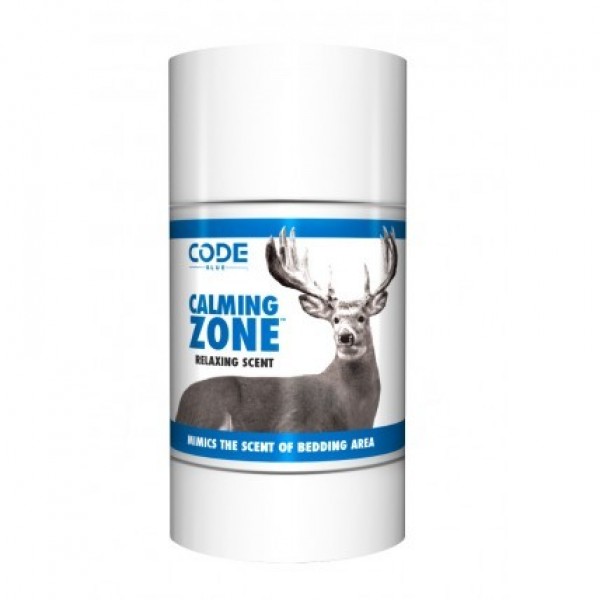 CODE
BLUE
CALMING
ZONE™
RELAXING SCENT
MIMICS THE SCENT OF BEDDING AREA